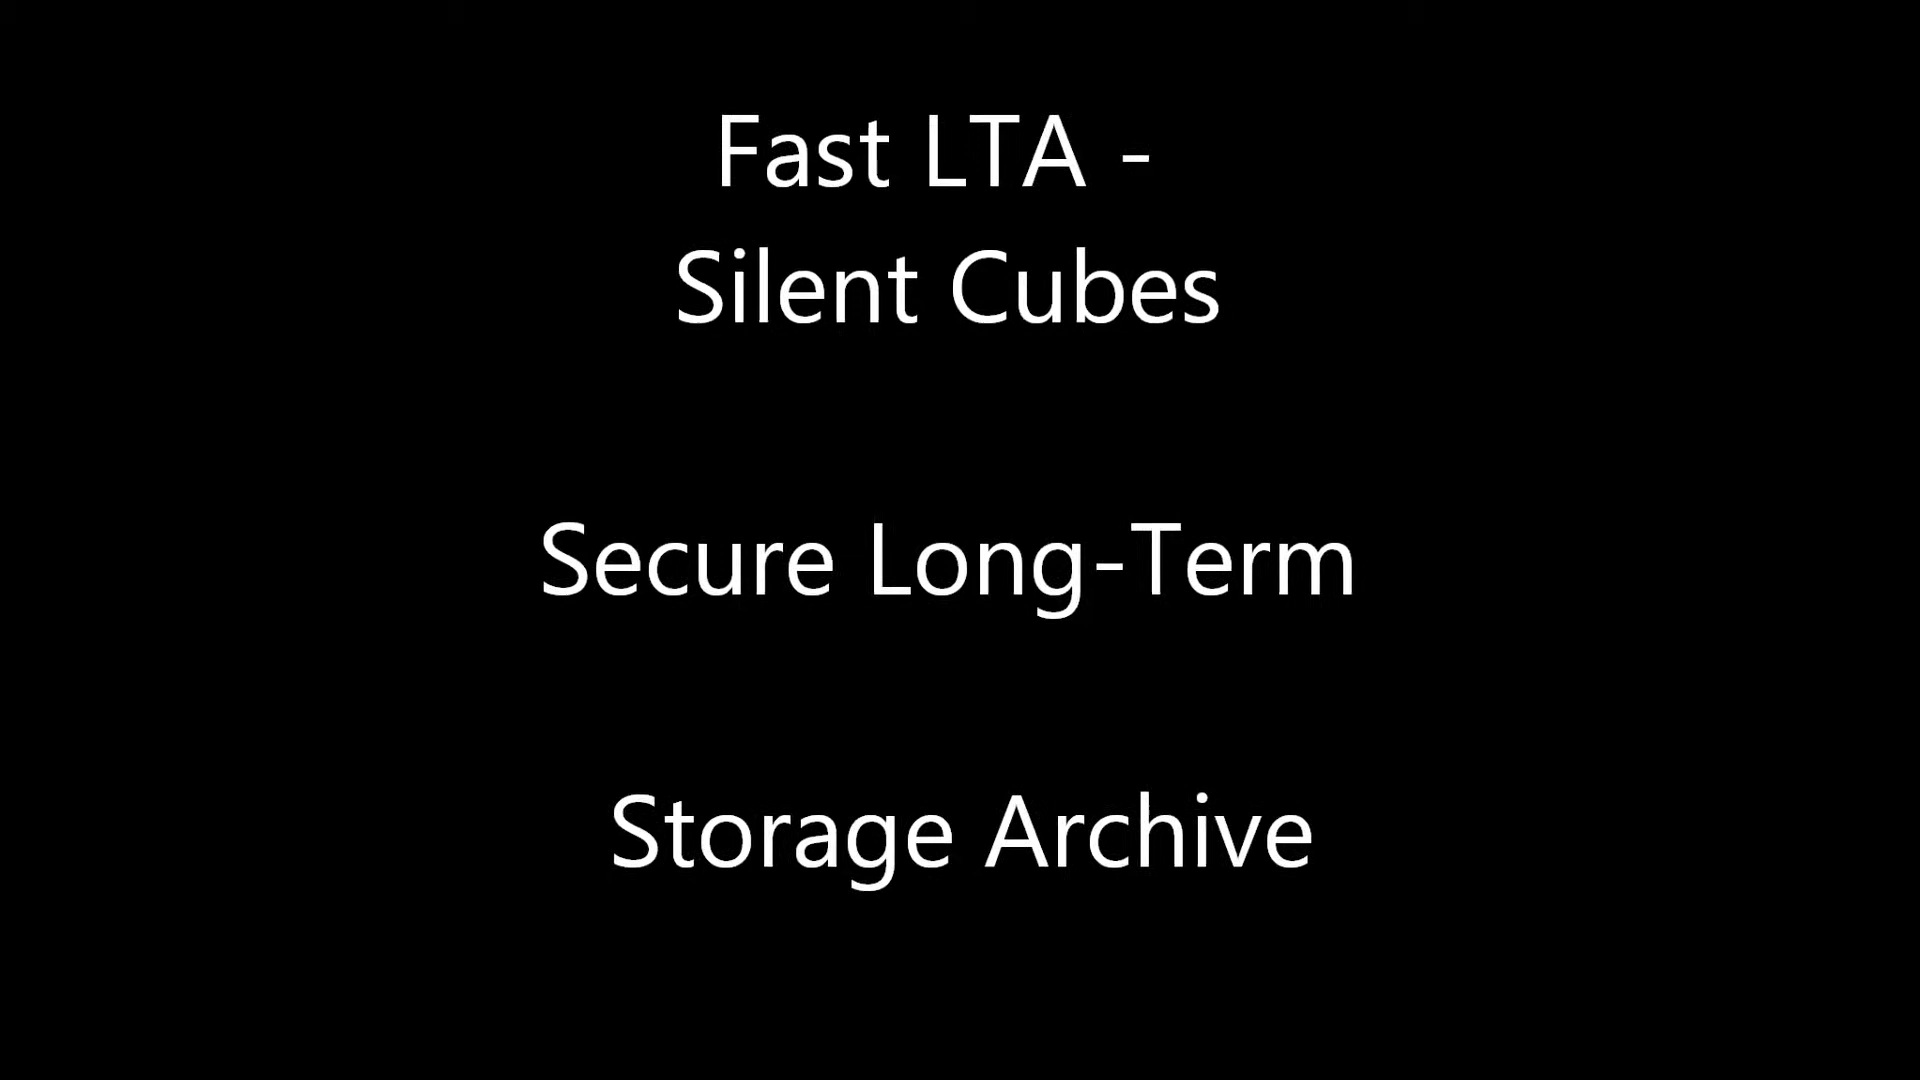 Fast LTA -
Silent Cubes
Secure Long-Term
Storage Archive